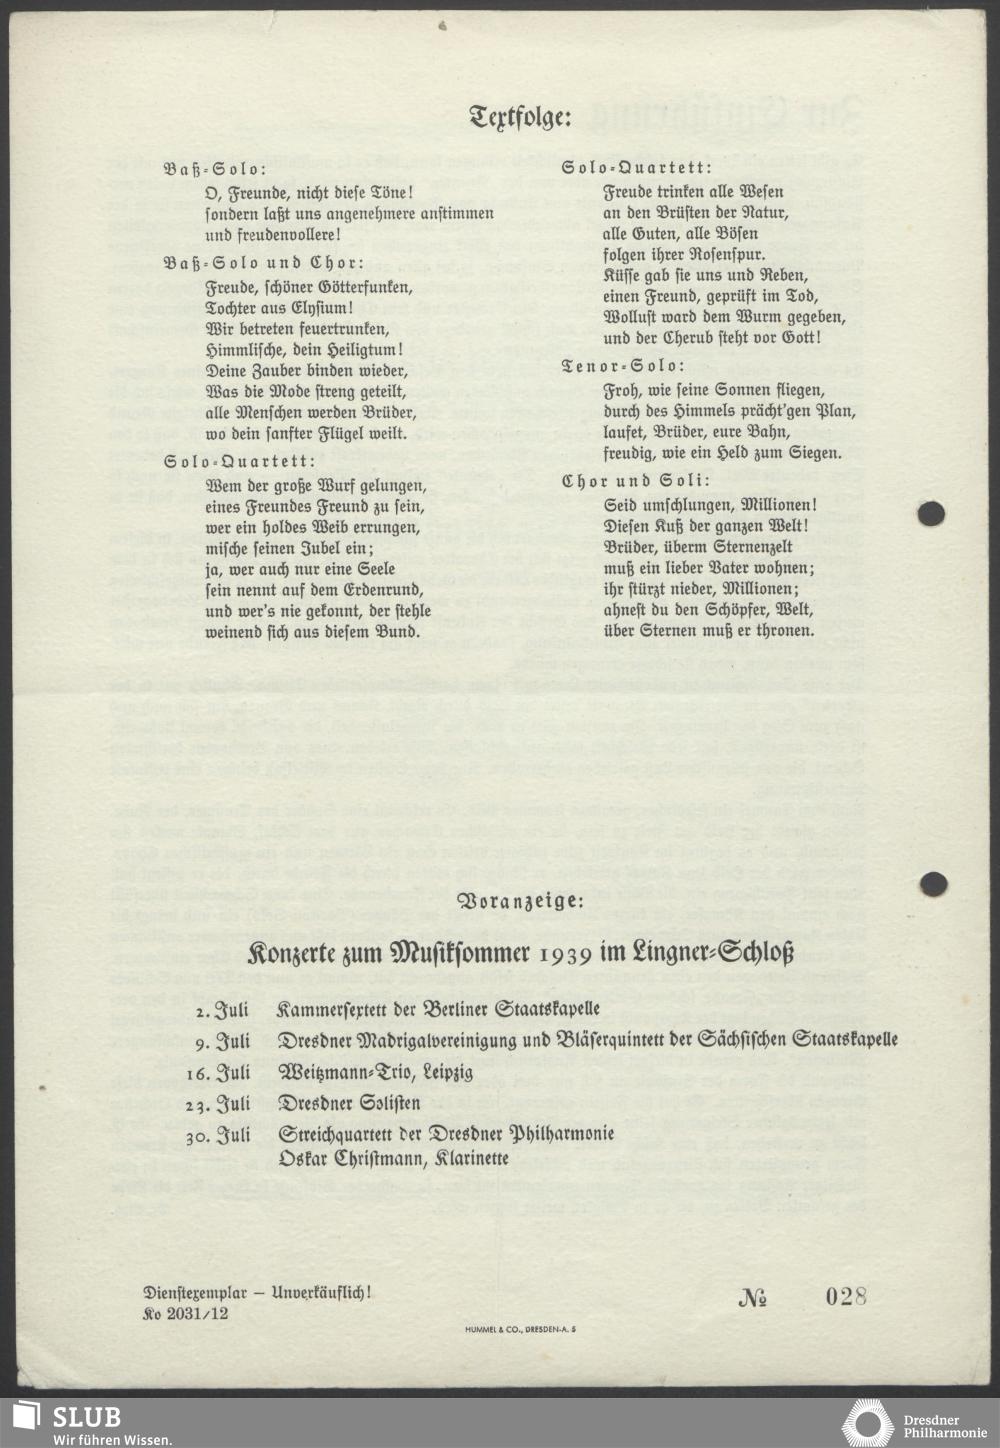 Textfolge:
Baß-Solo:
O, Freunde, nicht diese Töne!
sondern laßt uns angenehmere anstimmen
und freudenvollere!
Baß-Solo und Chor:
Freude, schöner Götterfunken,
Tochter aus Elysium!
Wir betreten feuertrunken,
Himmlische, dein Heiligtum!
Deine Zauber binden wieder,
Was die Mode streng geteilt,
alle Menschen werden Brüder,
wo dein sanfter Flügel weilt.
Solo-Quartett:
Wem der große Wurf gelungen,
eines Freundes Freund zu sein,
wer ein holdes Weib errungen,
mische seinen Jubel ein;
ja, wer auch nur eine Seele
sein nennt auf dem Erdenrund,
und wer's nie gekonnt, der stehle
weinend sich aus diesem Bund.
Solo-Quartett:
Freude trinken alle Wesen
an den Brüsten der Natur,
alle Guten, alle Bösen
folgen ihrer Rosenspur.
Küsse gab sie uns und Reben,
einen Freund, geprüft im Tod,
Wollust ward dem Wurm gegeben,
und der Cherub steht vor Gott!
Tenor-Solo:
Froh, wie seine Sonnen fliegen,
durch des Himmels prächt'gen Plan,
laufet, Brüder, eure Bahn,
freudig, wie ein Held zum Siegen.
Chor und Soli:
Seid umschlungen, Millionen!
Diesen Kuß der ganzen Welt!
Brüder, überm Sternenzelt
muß ein lieber Vater wohnen;
ihr stürzt nieder, Millionen;
ahnest du den Schöpfer, Welt,
über Sternen muß er thronen.
Voranzeige:
Konzerte zum Musiksommer 1939 im Lingner-Schloß
2. Juli Kammersextett der Berliner Staatskapelle
9. Juli Dresdner Madrigalvereinigung und Bläserquintett der Sächsischen Staatskapelle
16. Juli Weitzmann-Trio, Leipzig
23. Juli Dresdner Solisten
30. Juli Streichquartett der Dresdner Philharmonie
Oskar Christmann, Klarinette
Dienstexemplar — Unverkäuflich!
Ko 2031/12
№ 028
HUMMEL & CO., DRESDEN-A. 5
SLUB
Wir führen Wissen.
Dresdner
Philharmonie